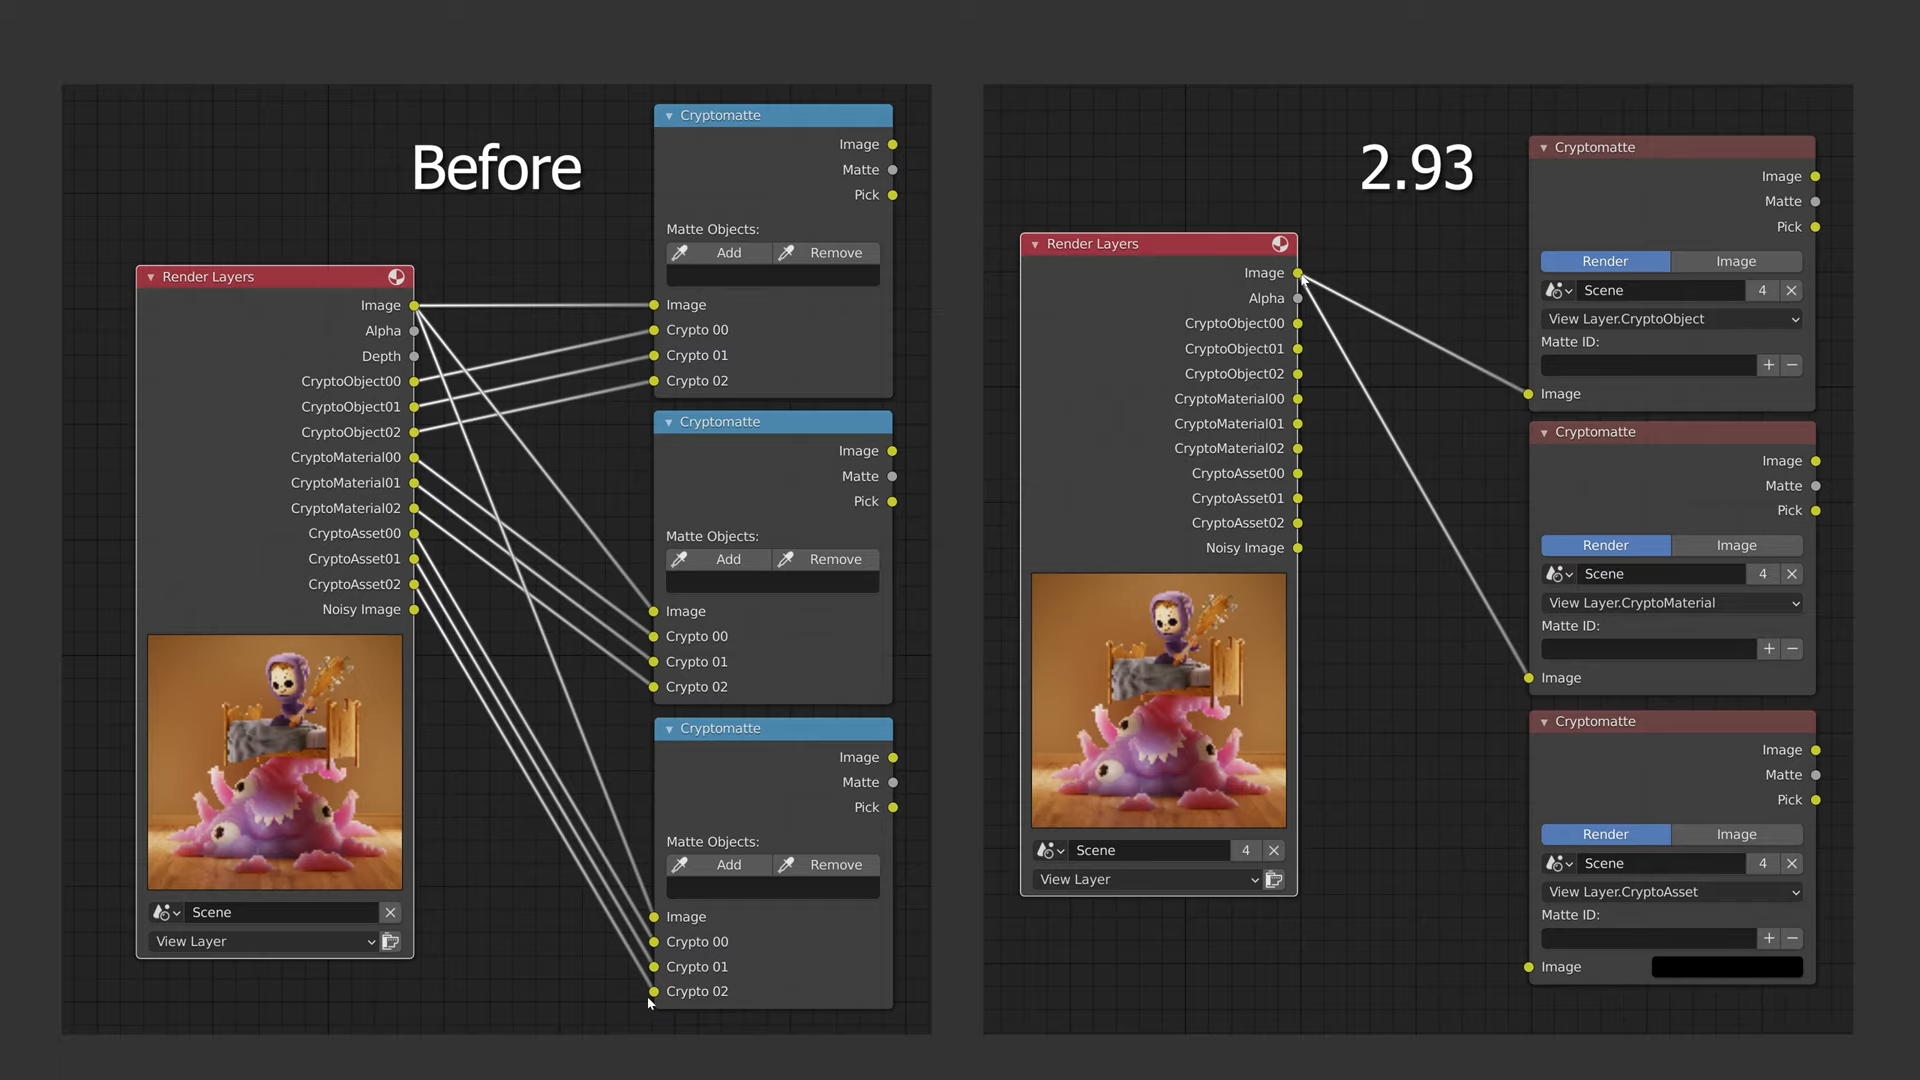 Before
Render Layers
Image
Alpha
Depth
CryptoObject00
CryptoObject01
CryptoObject02
CryptoMaterial00
CryptoMaterial01
CryptoMaterial02
CryptoAsset00
CryptoAsset01
CryptoAsset02
Noisy Image
Scene
View Layer
Cryptomatte
Image
Matte
Pick
Matte Objects:
Add Remove
Image
Crypto 00
Crypto 01
Crypto 02
Cryptomatte
Image
Matte
Pick
Matte Objects:
Add Remove
Image
Crypto 00
Crypto 01
Crypto 02
Cryptomatte
Image
Matte
Pick
Matte Objects:
Add Remove
Image
Crypto 00
Crypto 01
Crypto 02
2.93
Render Layers
Image
Alpha
CryptoObject00
CryptoObject01
CryptoObject02
CryptoMaterial00
CryptoMaterial01
CryptoMaterial02
CryptoAsset00
CryptoAsset01
CryptoAsset02
Noisy Image
Scene 4
View Layer
Cryptomatte
Image
Matte
Pick
Render Image
Scene 4
View Layer.CryptoObject
Matte ID:
Image
Cryptomatte
Image
Matte
Pick
Render Image
Scene 4
View Layer.CryptoMaterial
Matte ID:
Image
Cryptomatte
Image
Matte
Pick
Render Image
Scene 4
View Layer.CryptoAsset
Matte ID:
Image